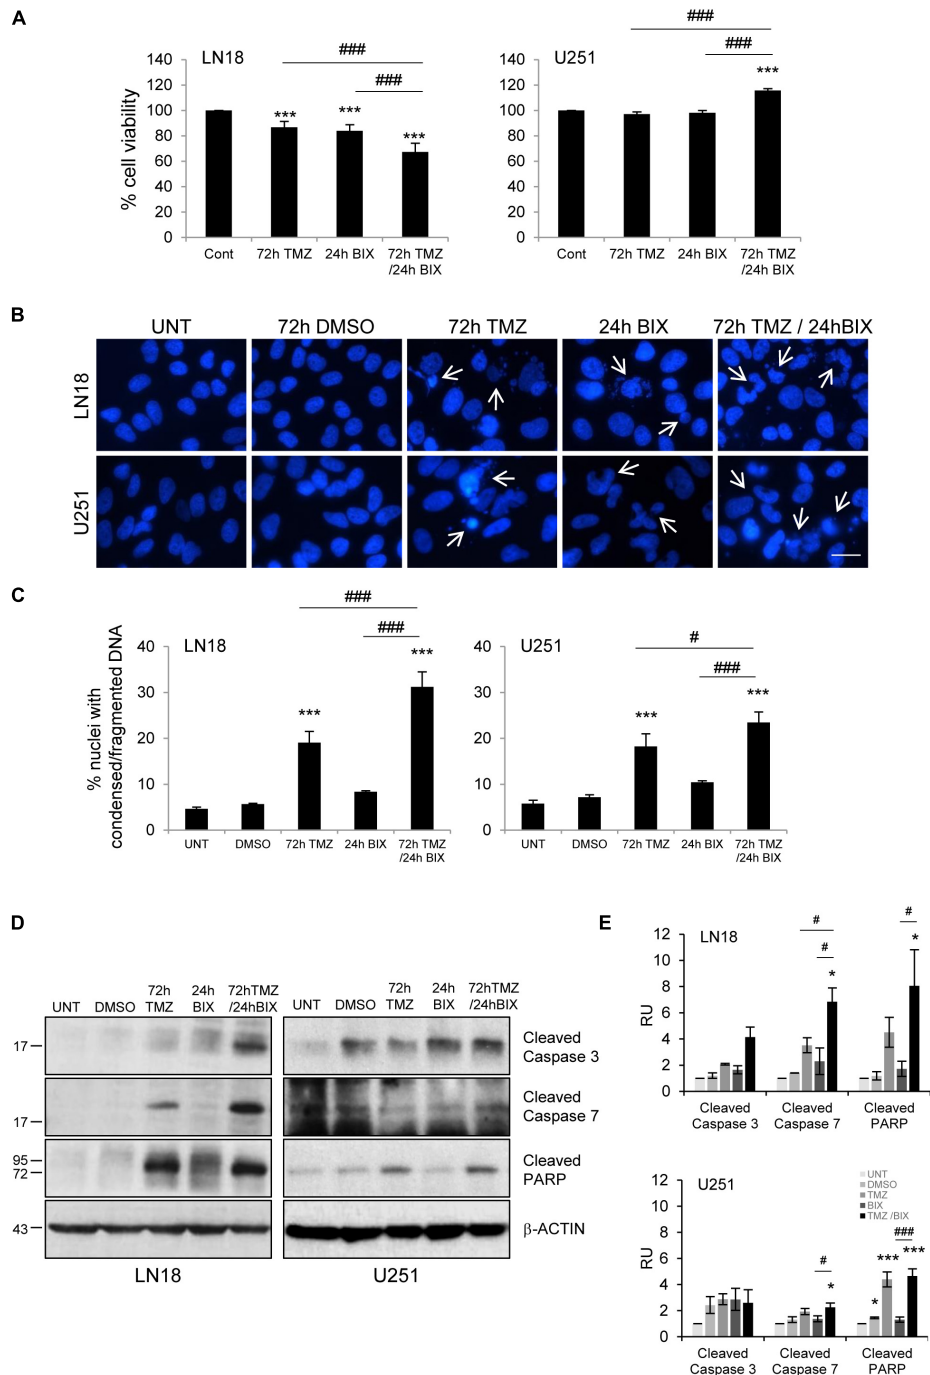 A
LN18
###
###
***
***
***
% cell viability
140
120
100
80
60
40
20
0
Cont
72h TMZ
24h BIX
72h TMZ
/24h BIX
U251
###
###
***
140
120
100
80
60
40
20
0
Cont
72h TMZ
24h BIX
72h TMZ
/24h BIX
B
UNT
72h DMSO
72h TMZ
24h BIX
72h TMZ / 24hBIX
LN18
U251
C
% nuclei with
condensed/fragmented DNA
LN18
###
###
***
***
40
30
20
10
0
UNT
DMSO
72h TMZ
24h BIX
72h TMZ
/24h BIX
U251
#
###
***
***
40
30
20
10
0
UNT
DMSO
72h TMZ
24h BIX
72h TMZ
/24h BIX
D
UNT
DMSO
72h
TMZ
24h
BIX
72hTMZ
/24hBIX
UNT
DMSO
72h
TMZ
24h
BIX
72hTMZ
/24hBIX
17
Cleaved
Caspase 3
17
Cleaved
Caspase 7
95
72
Cleaved
PARP
43
β-ACTIN
LN18
U251
E
LN18
RU
12
10
8
6
4
2
0
#
#
*
#
*
Cleaved
Caspase 3
Cleaved
Caspase 7
Cleaved
PARP
U251
UNT
DMSO
TMZ
BIX
TMZ /BIX
RU
12
10
8
6
4
2
0
#
*
*
***
###
***
Cleaved
Caspase 3
Cleaved
Caspase 7
Cleaved
PARP